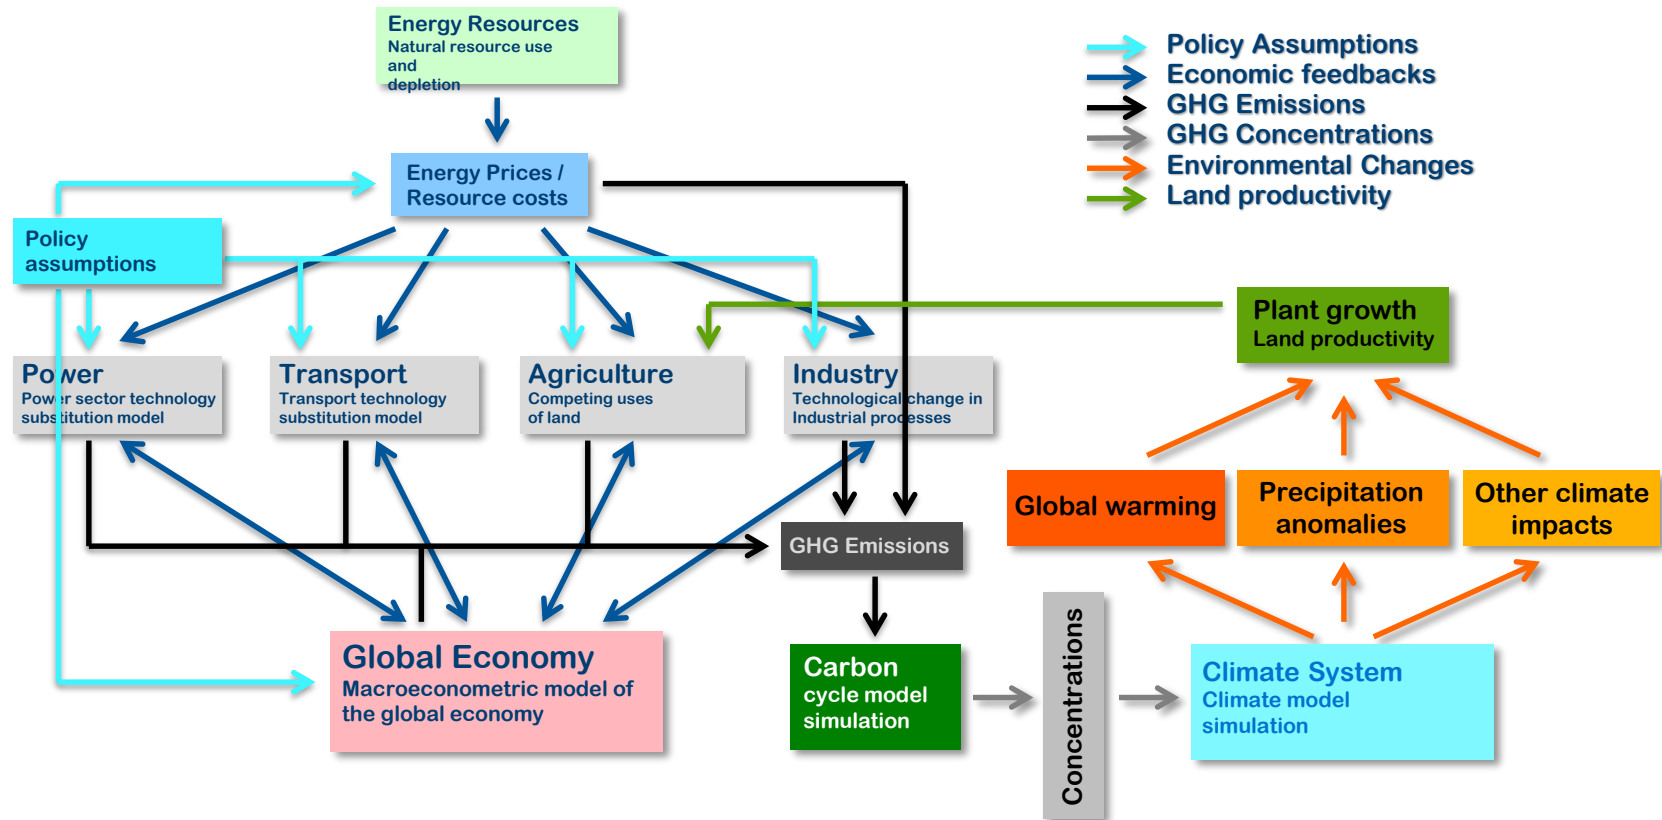 Energy Resources
Natural resource use
and
depletion
Policy Assumptions
Economic feedbacks
GHG Emissions
GHG Concentrations
Environmental Changes
Land productivity
Energy Prices /
Resource costs
Policy
assumptions
Plant growth
Land productivity
Power
Power sector technology
substitution model
Transport
Transport technology
substitution model
Agriculture
Competing uses
of land
Industry
Technological change in
Industrial processes
Global warming
Precipitation
anomalies
Other climate
impacts
GHG Emissions
Global Economy
Macroeconometric model of
the global economy
Carbon
cycle model
simulation
Concentrations
Climate System
Climate model
simulation